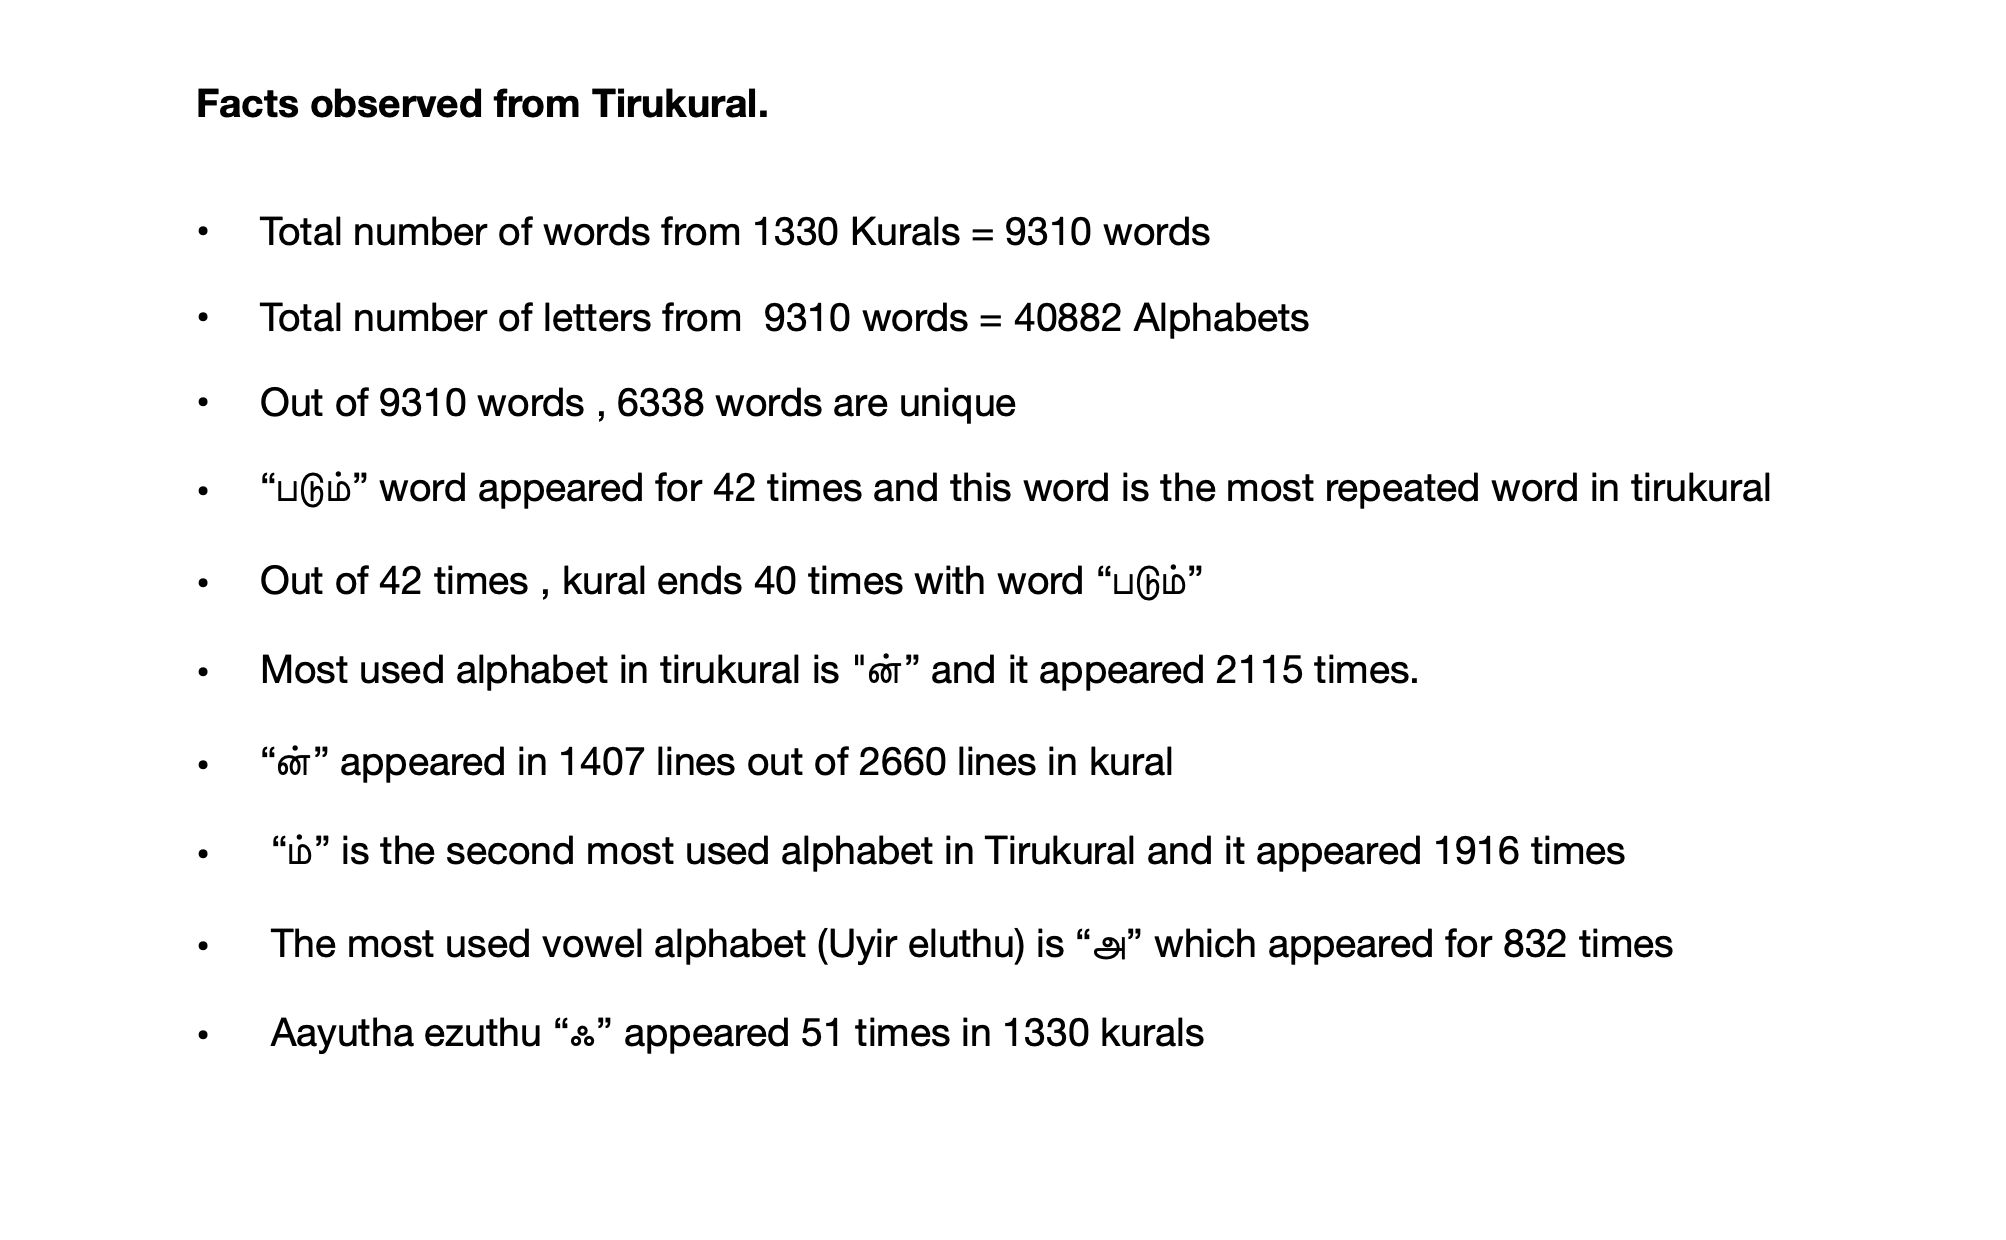 Facts observed from Tirukural.
• Total number of words from 1330 Kurals = 9310 words
• Total number of letters from  9310 words = 40882 Alphabets
• Out of 9310 words , 6338 words are unique
• “படும்” word appeared for 42 times and this word is the most repeated word in tirukural
• Out of 42 times , kural ends 40 times with word “படும்”
• Most used alphabet in tirukural is "ன்” and it appeared 2115 times.
• “ன்” appeared in 1407 lines out of 2660 lines in kural
• “ம்” is the second most used alphabet in Tirukural and it appeared 1916 times
• The most used vowel alphabet (Uyir eluthu) is “அ” which appeared for 832 times
• Aayutha ezuthu “ஃ” appeared 51 times in 1330 kurals